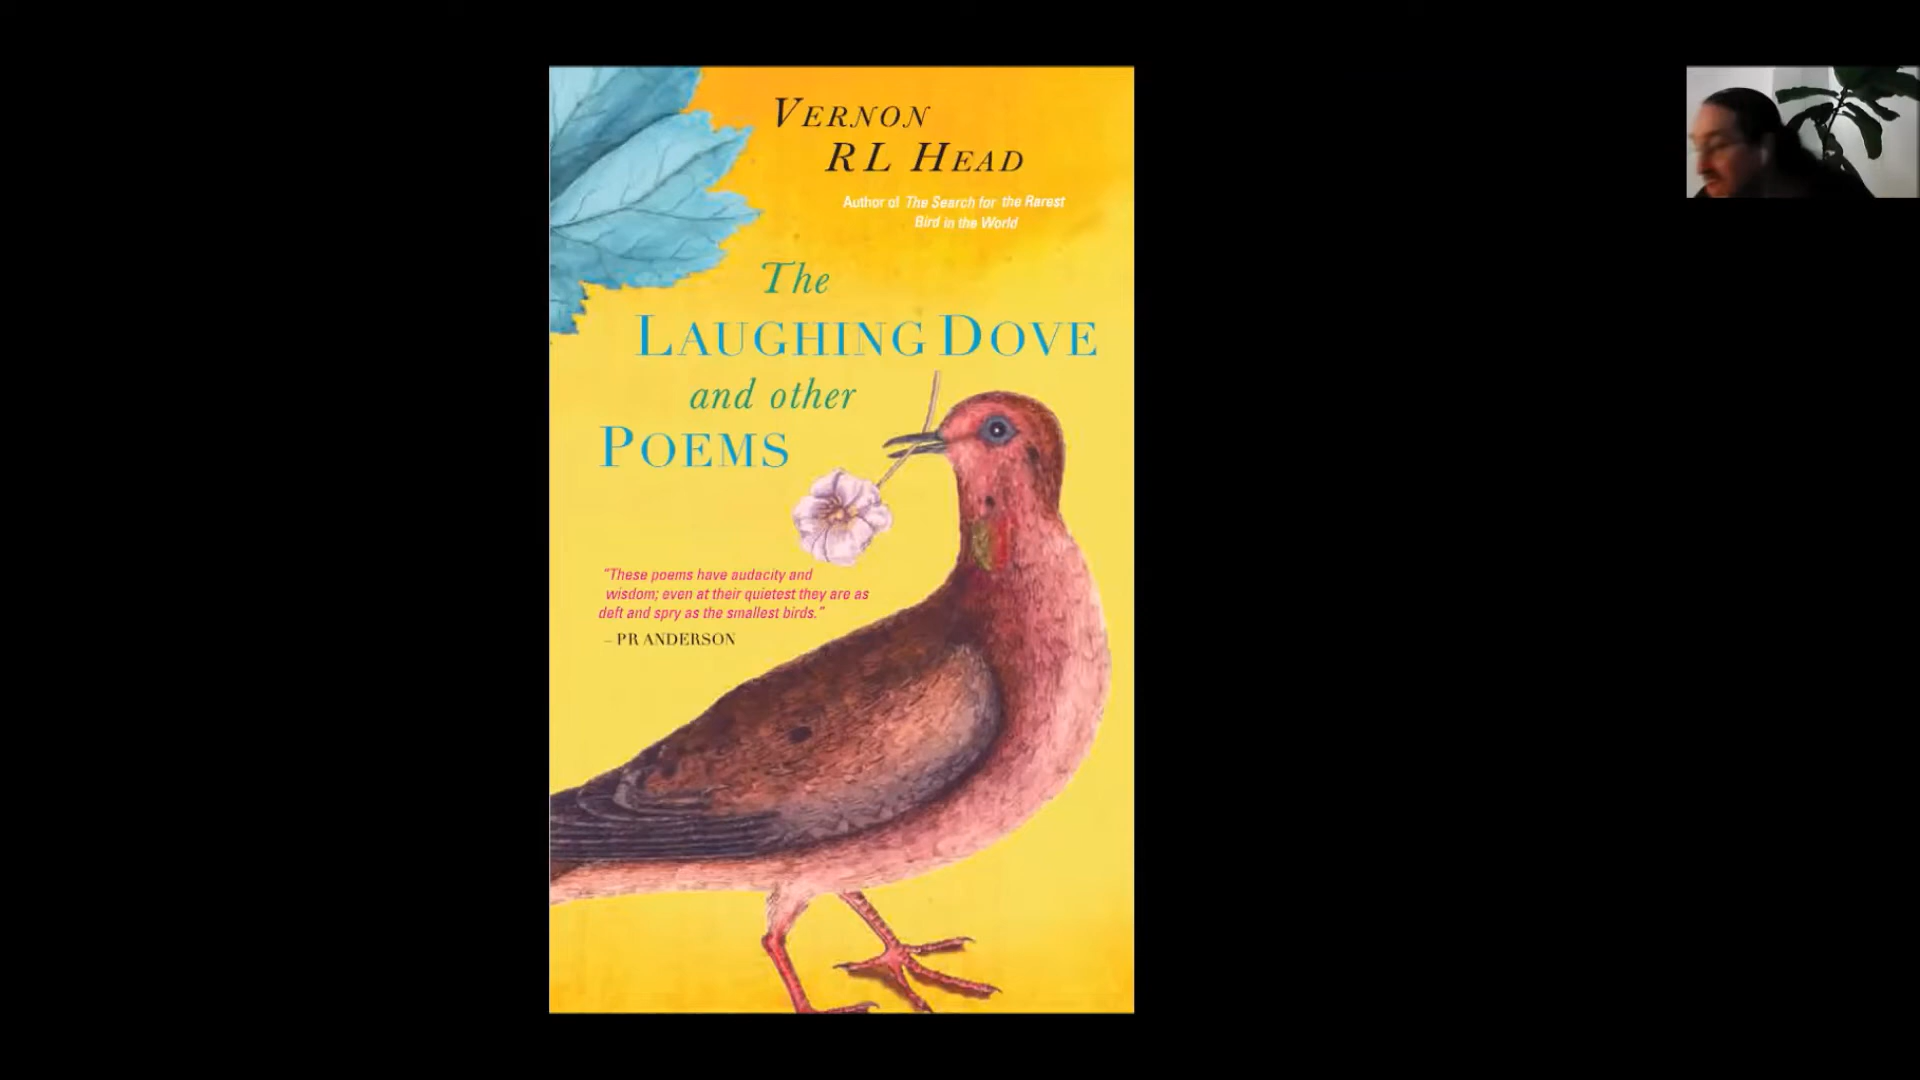 VERNON
RL HEAD
Author of The Search for the Rarest
Bird in the World
The
LAUGHING DOVE
and other
POEMS
"These poems have audacity and
wisdom; even at their quietest they are as
deft and spry as the smallest birds."
– PR ANDERSON